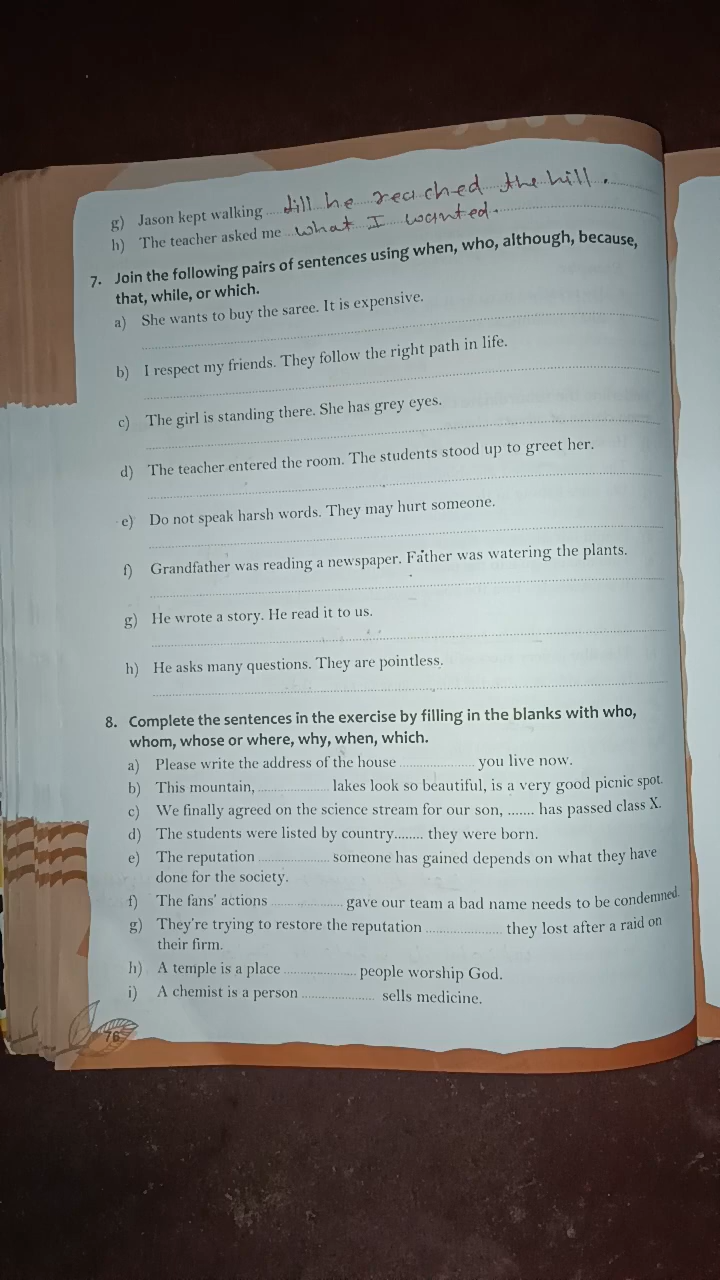 g) Jason kept walking till he reached the hill.
h) The teacher asked me what I wanted.
7. Join the following pairs of sentences using when, who, although, because,
that, while, or which.
a) She wants to buy the saree. It is expensive.
b) I respect my friends. They follow the right path in life.
c) The girl is standing there. She has grey eyes.
d) The teacher entered the room. The students stood up to greet her.
e) Do not speak harsh words. They may hurt someone.
f) Grandfather was reading a newspaper. Father was watering the plants.
g) He wrote a story. He read it to us.
h) He asks many questions. They are pointless.
8. Complete the sentences in the exercise by filling in the blanks with who,
whom, whose or where, why, when, which.
a) Please write the address of the house .................... you live now.
b) This mountain, .................... lakes look so beautiful, is a very good picnic spot.
c) We finally agreed on the science stream for our son, ....... has passed class X.
d) The students were listed by country........ they were born.
e) The reputation .................... someone has gained depends on what they have
done for the society.
f) The fans' actions .................... gave our team a bad name needs to be condemned.
g) They're trying to restore the reputation .................... they lost after a raid on
their firm.
h) A temple is a place .................... people worship God.
i) A chemist is a person .................... sells medicine.
76